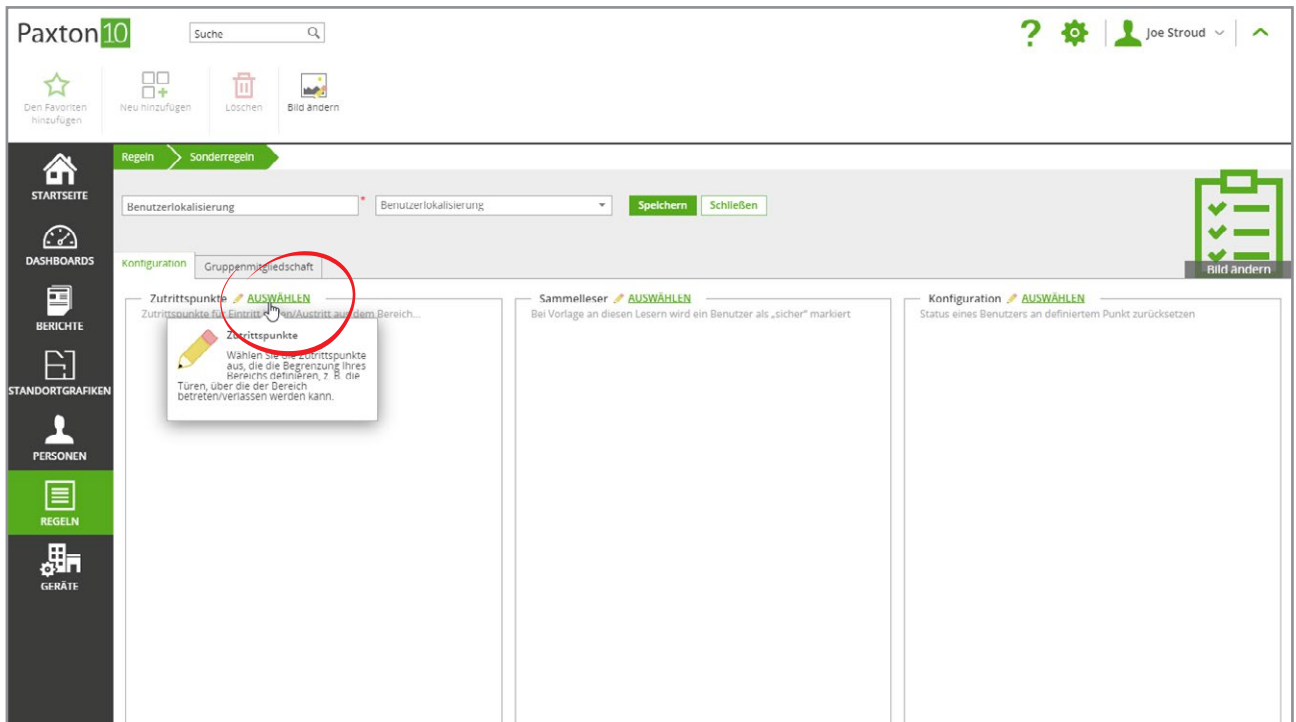 Paxton10
Suche
Joe Stroud
Den Favoriten
hinzufügen
Neu hinzufügen
Löschen
Bild ändern
Regeln
Sonderregeln
STARTSEITE
DASHBOARDS
BERICHTE
STANDORTGRAFIKEN
PERSONEN
REGELN
GERÄTE
Benutzerlokalisierung *
Benutzerlokalisierung
Speichern
Schließen
Bild ändern
Konfiguration
Gruppenmitgliedschaft
Zutrittspunkte AUSWÄHLEN
Zutrittspunkte für Eintritt in den/Austritt aus dem Bereich...
Zutrittspunkte
Wählen Sie die Zutrittspunkte
aus, die die Begrenzung Ihres
Bereichs definieren, z. B. die
Türen, über die der Bereich
betreten/verlassen werden kann.
Sammelleser AUSWÄHLEN
Bei Vorlage an diesen Lesern wird ein Benutzer als „sicher” markiert
Konfiguration AUSWÄHLEN
Status eines Benutzers an definiertem Punkt zurücksetzen